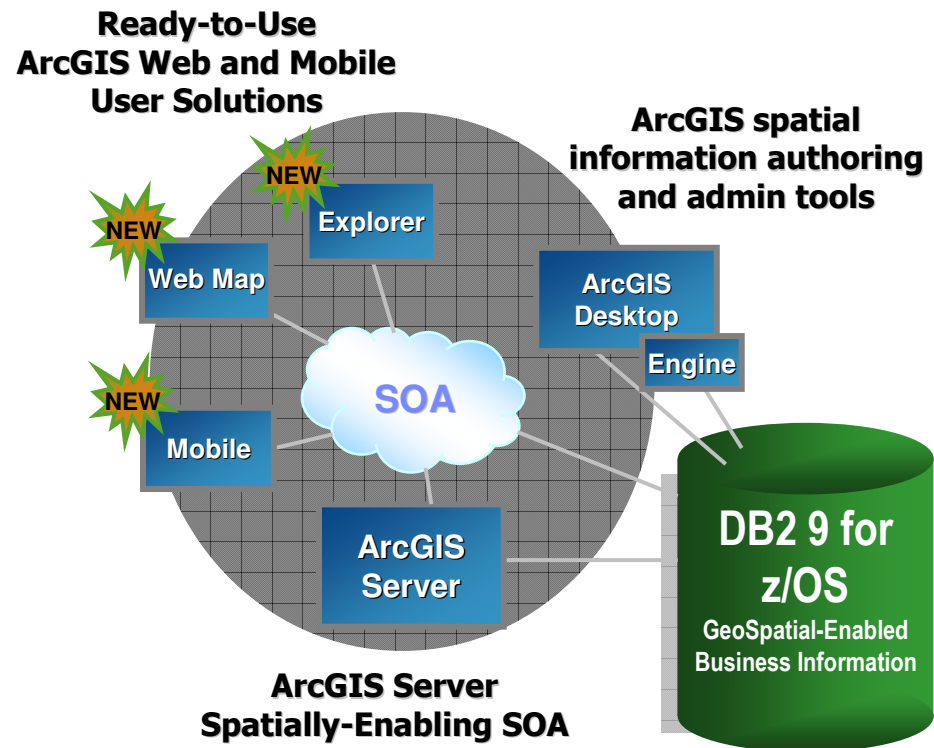 Ready-to-Use
ArcGIS Web and Mobile
User Solutions
ArcGIS spatial
information authoring
and admin tools
NEW
Explorer
NEW
Web Map
ArcGIS
Desktop
Engine
SOA
NEW
Mobile
ArcGIS
Server
DB2 9 for
z/OS
GeoSpatial-Enabled
Business Information
ArcGIS Server
Spatially-Enabling SOA